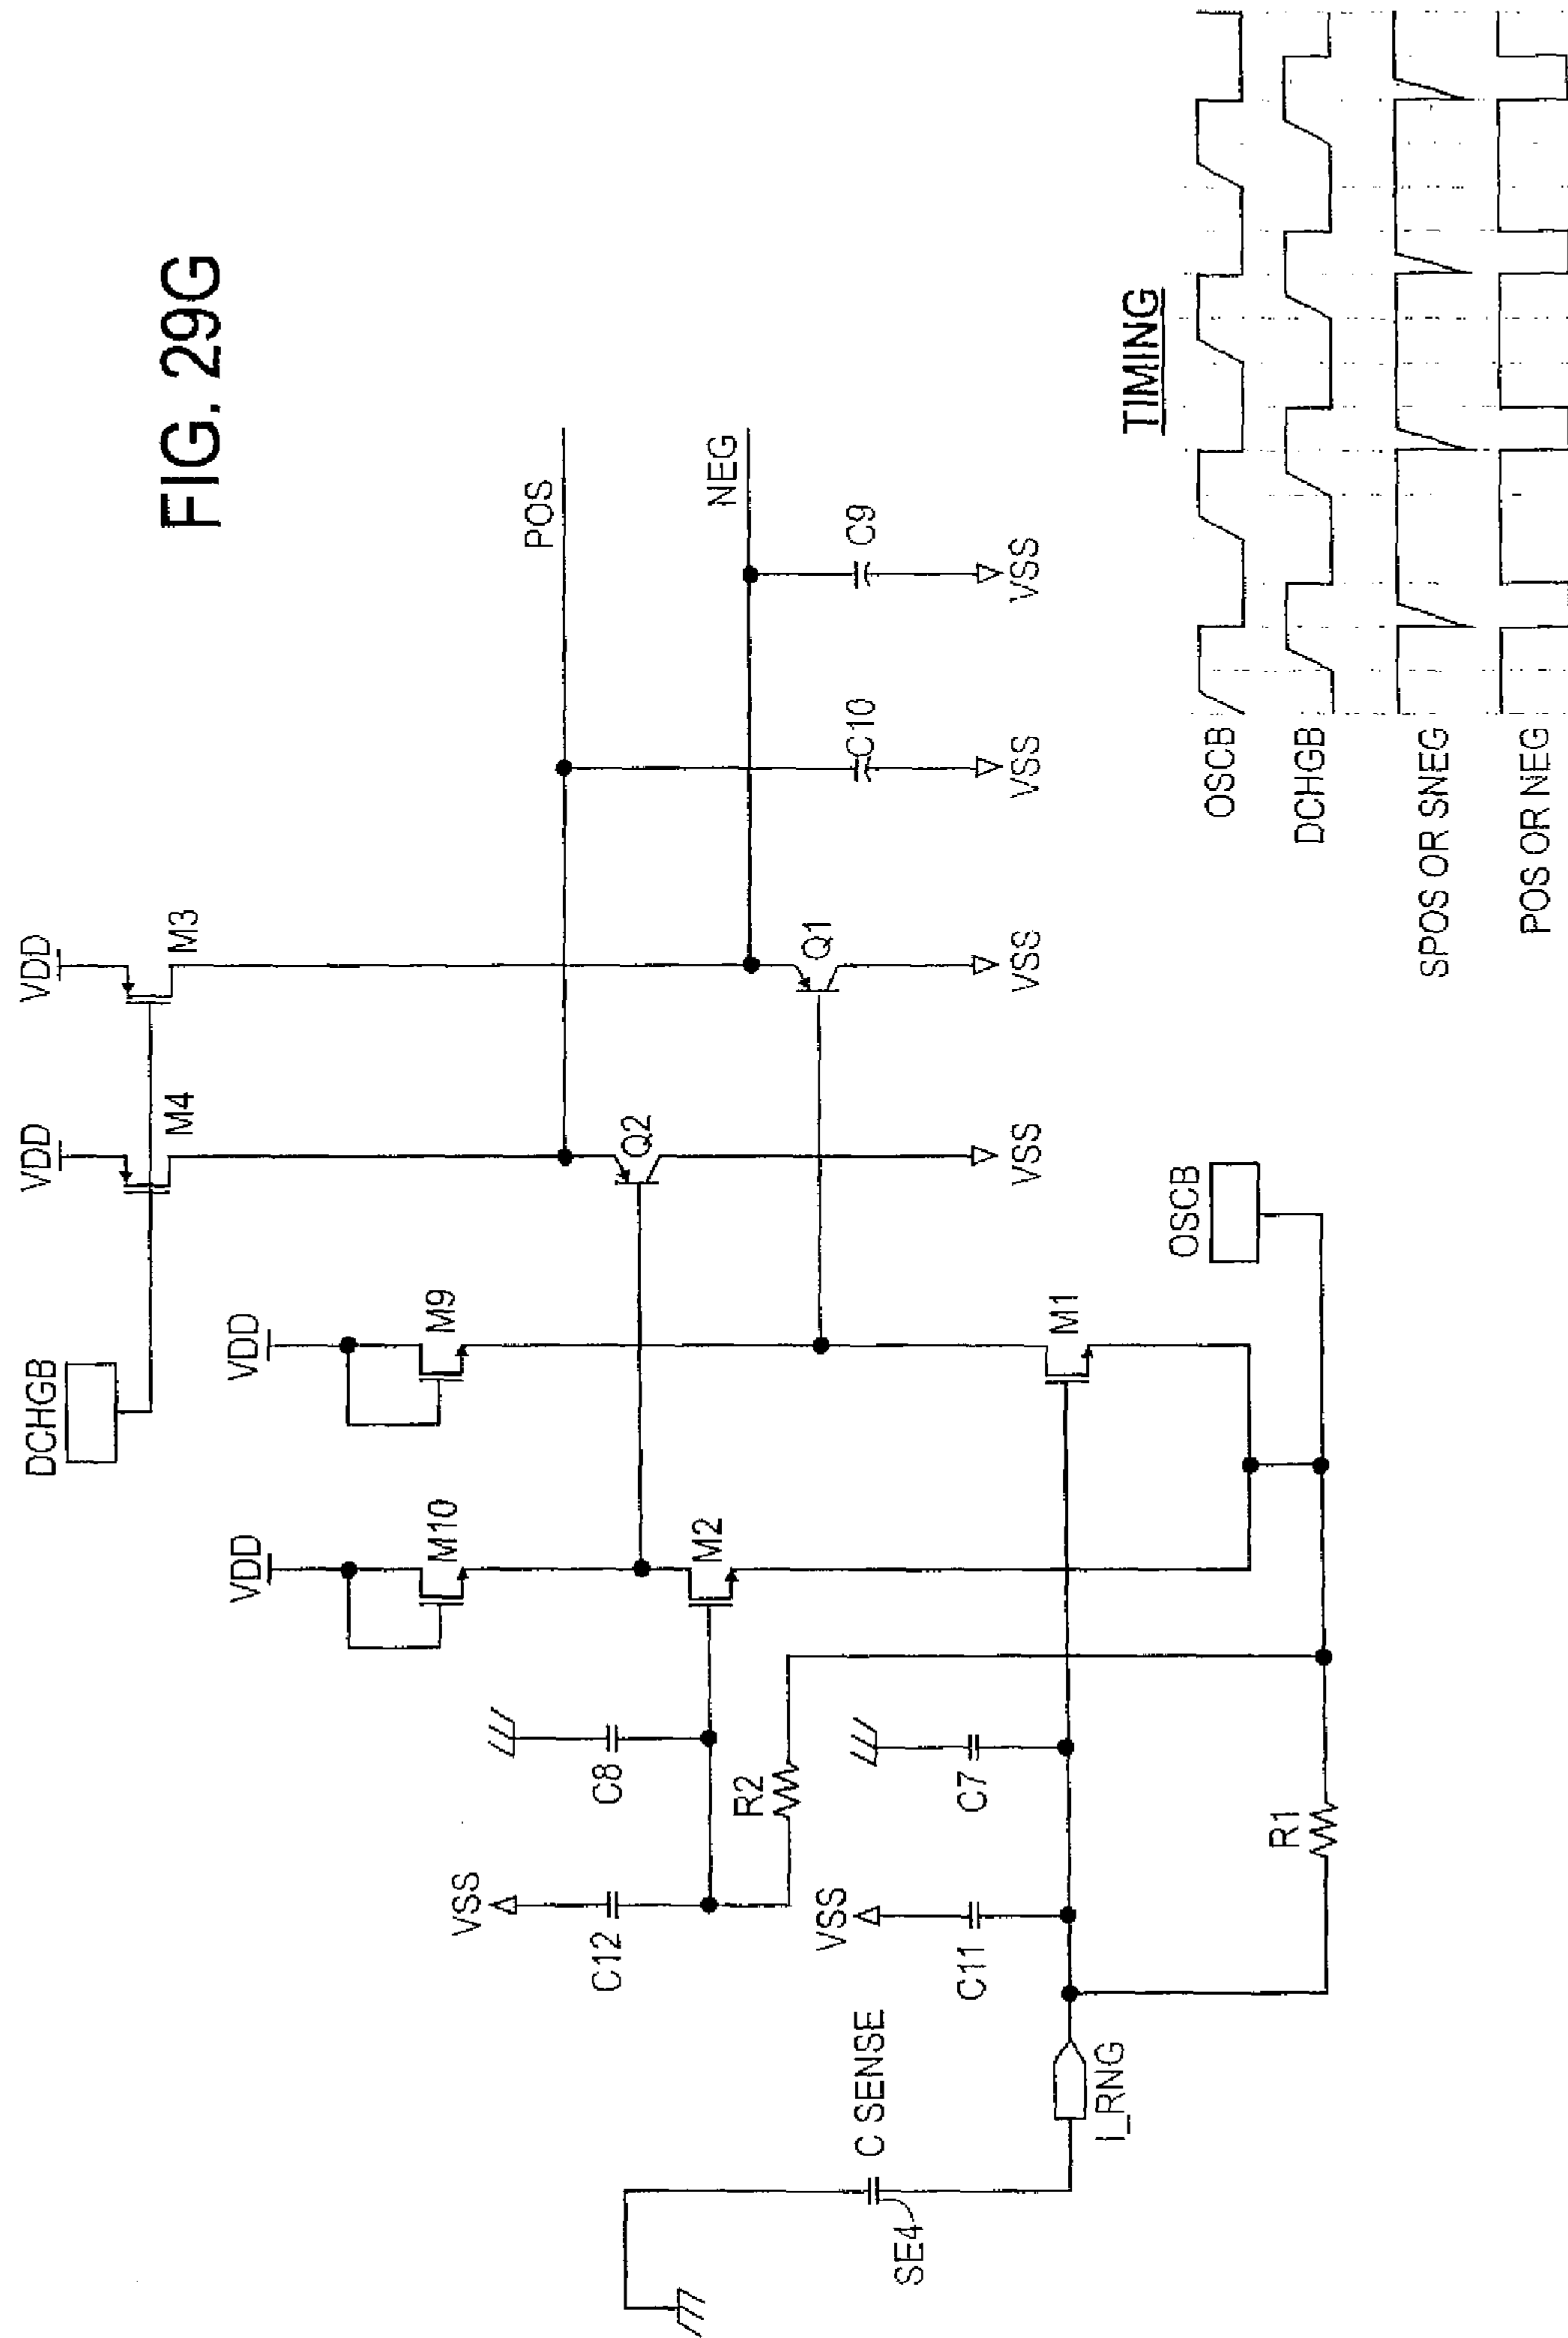 FIG. 29G
DCHGB
VDD
VDD
M4
M3
VDD
VDD
M10
M9
POS
NEG
Q2
Q1
C10
C9
VSS
VSS
VSS
VSS
VSS
C12
C8
M2
R2
VSS
C11
C7
M1
C SENSE
SE4
I_RNG
R1
OSCB
TIMING
OSCB
DCHGB
SPOS OR SNEG
POS OR NEG